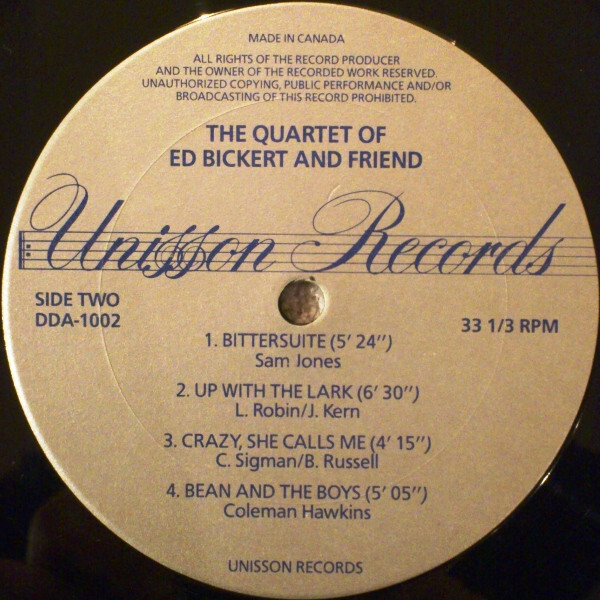 MADE IN CANADA
ALL RIGHTS OF THE RECORD PRODUCER
AND THE OWNER OF THE RECORDED WORK RESERVED.
UNAUTHORIZED COPYING, PUBLIC PERFORMANCE AND/OR
BROADCASTING OF THIS RECORD PROHIBITED.
THE QUARTET OF
ED BICKERT AND FRIEND
Unisson Records
SIDE TWO
DDA-1002
33 1/3 RPM
1. BITTERSUITE (5' 24'')
Sam Jones
2. UP WITH THE LARK (6' 30'')
L. Robin/J. Kern
3. CRAZY, SHE CALLS ME (4' 15'')
C. Sigman/B. Russell
4. BEAN AND THE BOYS (5' 05'')
Coleman Hawkins
UNISSON RECORDS